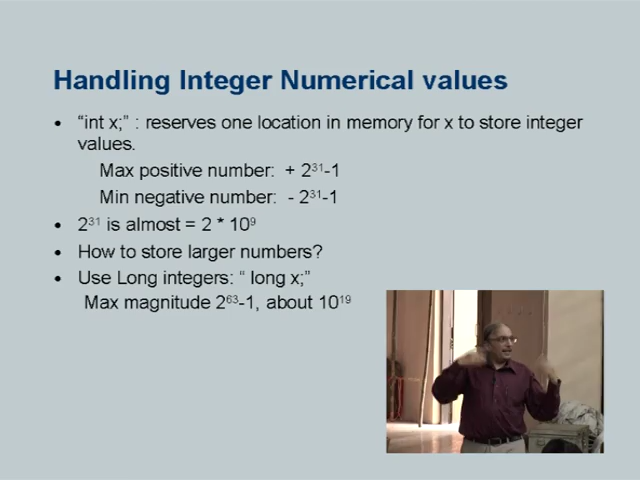 Handling Integer Numerical values
• “int x;” : reserves one location in memory for x to store integer
values.
Max positive number: + 2³¹-1
Min negative number: - 2³¹-1
• 2³¹ is almost = 2 * 10⁹
• How to store larger numbers?
• Use Long integers: “ long x;”
Max magnitude 2⁶³-1, about 10¹⁹